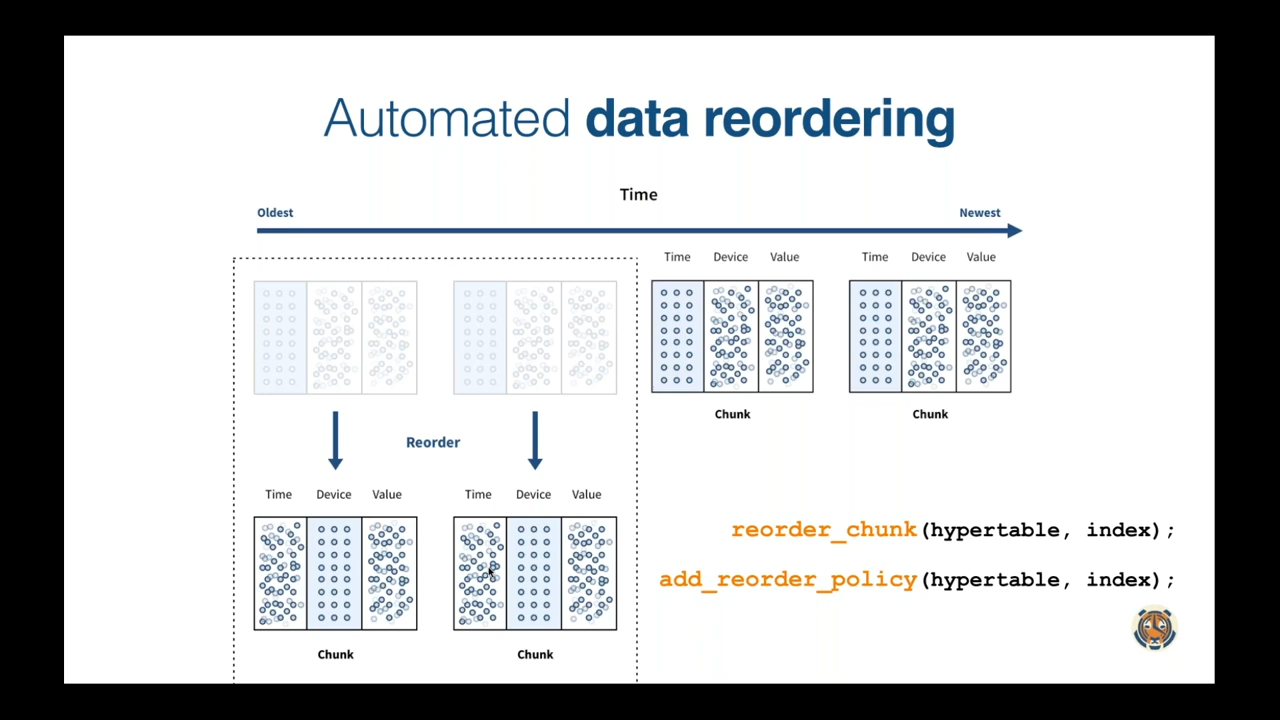 Automated data reordering
Time
Oldest
Newest
Time Device Value
Time Device Value
Chunk
Chunk
Reorder
Time Device Value
Time Device Value
Chunk
Chunk
reorder_chunk(hypertable, index);
add_reorder_policy(hypertable, index);